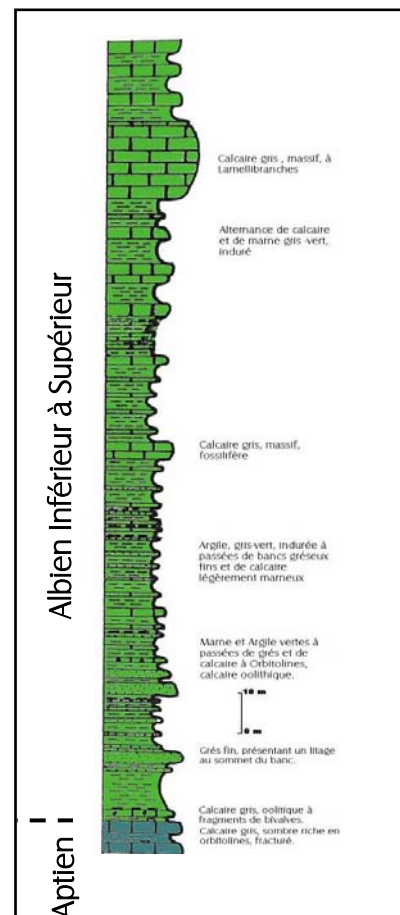 Calcaire gris , massif, à
Lamellibranches
Alternance de calcaire
et de marne gris -vert,
induré
Albien Inférieur à Supérieur
Calcaire gris, massif,
fossilifère
Argile, gris-vert, indurée à
passées de bancs gréseux
fins et de calcaire
légèrement marneux
Marne et Argile vertes à
passées de grés et de
calcaire à Orbitolines,
calcaire oolithique.
10 m
0 m
Grés fin, présentant un litage
au sommet du banc.
Calcaire gris, oolitique à
fragments de bivalves.
Calcaire gris, sombre riche en
orbitolines, fracturé.
Aptien